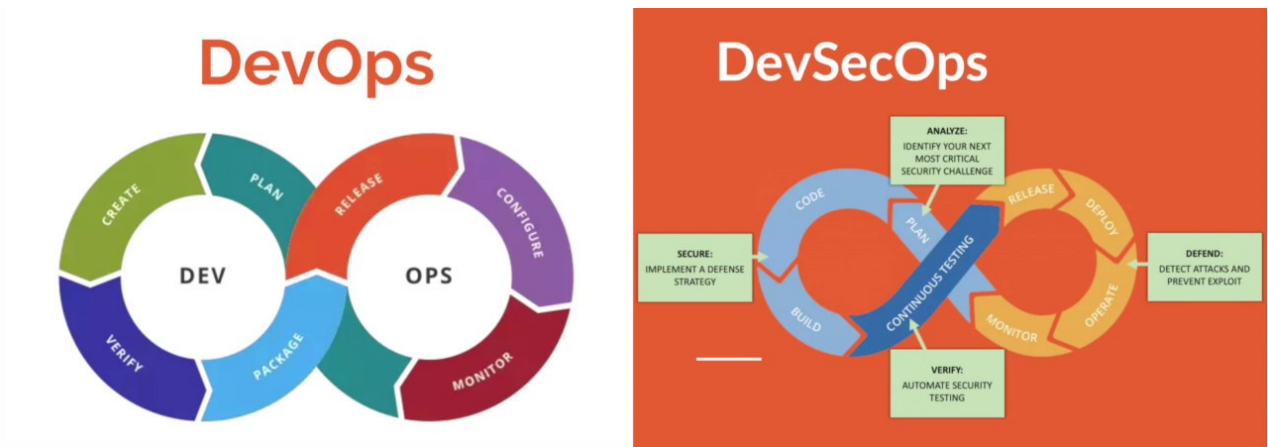 DevOps
CREATE
PLAN
RELEASE
CONFIGURE
DEV
OPS
VERIFY
PACKAGE
MONITOR
DevSecOps
ANALYZE:
IDENTIFY YOUR NEXT
MOST CRITICAL
SECURITY CHALLENGE
CODE
PLAN
RELEASE
DEPLOY
SECURE:
IMPLEMENT A DEFENSE
STRATEGY
CONTINUOUS TESTING
DEFEND:
DETECT ATTACKS AND
PREVENT EXPLOIT
BUILD
MONITOR
OPERATE
VERIFY:
AUTOMATE SECURITY
TESTING